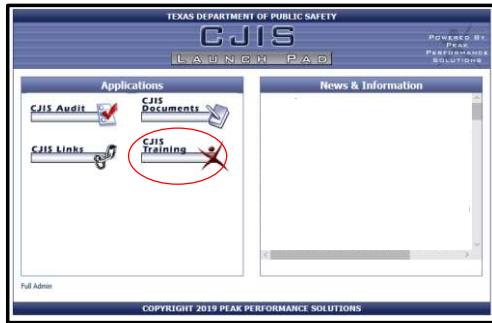 TEXAS DEPARTMENT OF PUBLIC SAFETY
CJIS
LAUNCH PAD
POWERED BY
PEAK
PERFORMANCE
SOLUTIONS
Applications
News & Information
CJIS Audit
CJIS
Documents
CJIS Links
CJIS
Training
Full Admin
COPYRIGHT 2019 PEAK PERFORMANCE SOLUTIONS